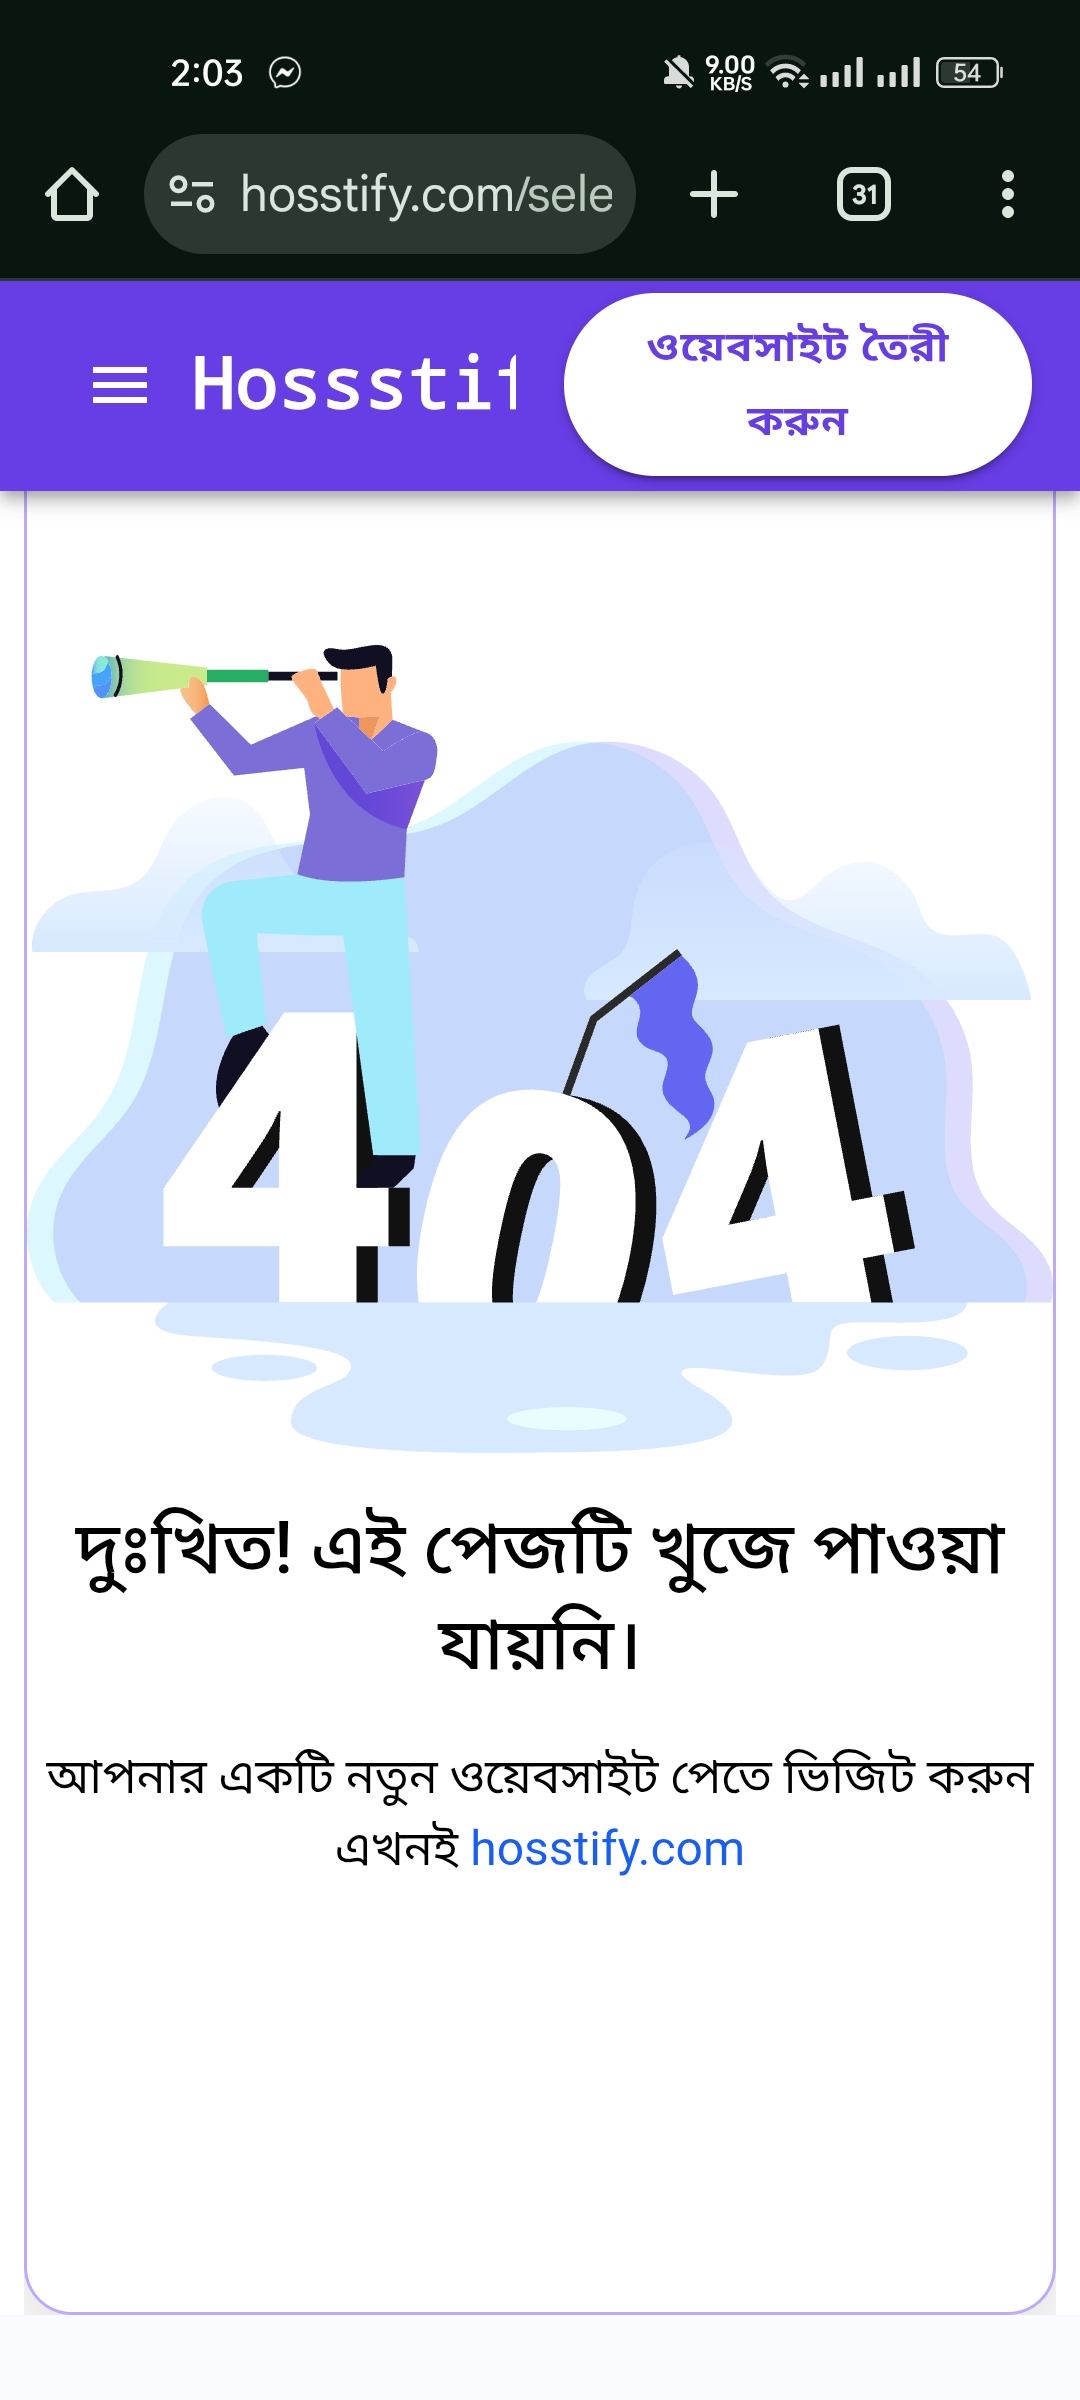 2:03
9.00
KB/S
54
hosstify.com/sele
31
Hossstif
ওয়েবসাইট তৈরী
করুন
404
দুঃখিত! এই পেজটি খুজে পাওয়া
যায়নি।
আপনার একটি নতুন ওয়েবসাইট পেতে ভিজিট করুন
এখনই hosstify.com